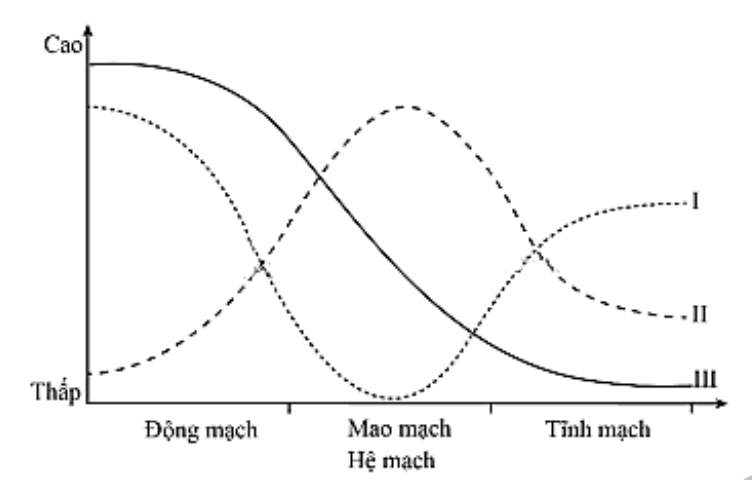 Cao
I
II
III
Thấp
Động mạch
Mao mạch
Tĩnh mạch
Hệ mạch